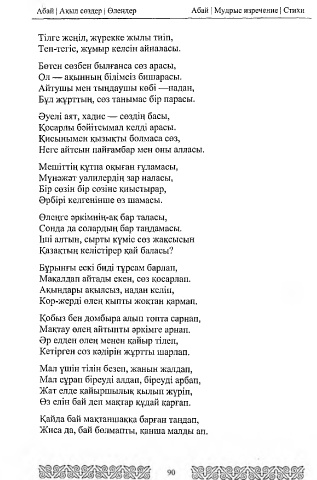 Абай | Ақыл сөздер | Өлеңдер
Абай | Мудрые изречение | Стихи
Тілге жеңіл, жүрекке жылы тиіп,
Теп-тегіс, жұмыр келсін айналасы.
Бөтен сөзбен былғанса сөз арасы,
Ол — ақынның білімсіз бишарасы.
Айтушы мен тыңдаушы көбі —надан,
Бұл жұрттың, сөз танымас бір парасы.
Әуелі аят, хадис — сөздің басы,
Қосарлы бәйітсымал келді арасы.
Қисынымен қызықты болмаса сөз,
Неге айтсын пайғамбар мен оны алласы.
Мешіттің құтпа оқыған ғұламасы,
Мүнәжәт уәлилердің зар наласы.
Бір сөзін бір сөзіне қиыстырар,
Әрбірі келгенінше өз шамасы.
Өлеңге әркімнің-ақ бар таласы,
Сонда да солардың бар таңдамасы.
Іші алтын, сырты күміс сөз жақсысын
Қазақтың келістірер қай баласы?
Бұрынғы ескі биді тұрсам барлап,
Мақалдап айтады екен, сөз қосарлап.
Ақындары ақылсыз, надан келіп,
Көр-жерді өлең қыпты жоқтан қармап.
Қобыз бен домбыра алып топта сарнап,
Мақтау өлең айтыпты әркімге арнап.
Әр елден өлең менен қайыр тілеп,
Кетірген сөз қадірін жұртты шарлап.
Мал үшін тілін безеп, жанын жалдап,
Мал сұрап біреуді алдап, біреуді арбап,
Жат елде қайыршылық қылып жүріп,
Өз елін бай деп мақтар құдай қарғап.
Қайда бай мақтаншаққа барған таңдап,
Жиса да, бай болмапты, қанша малды ап.
90